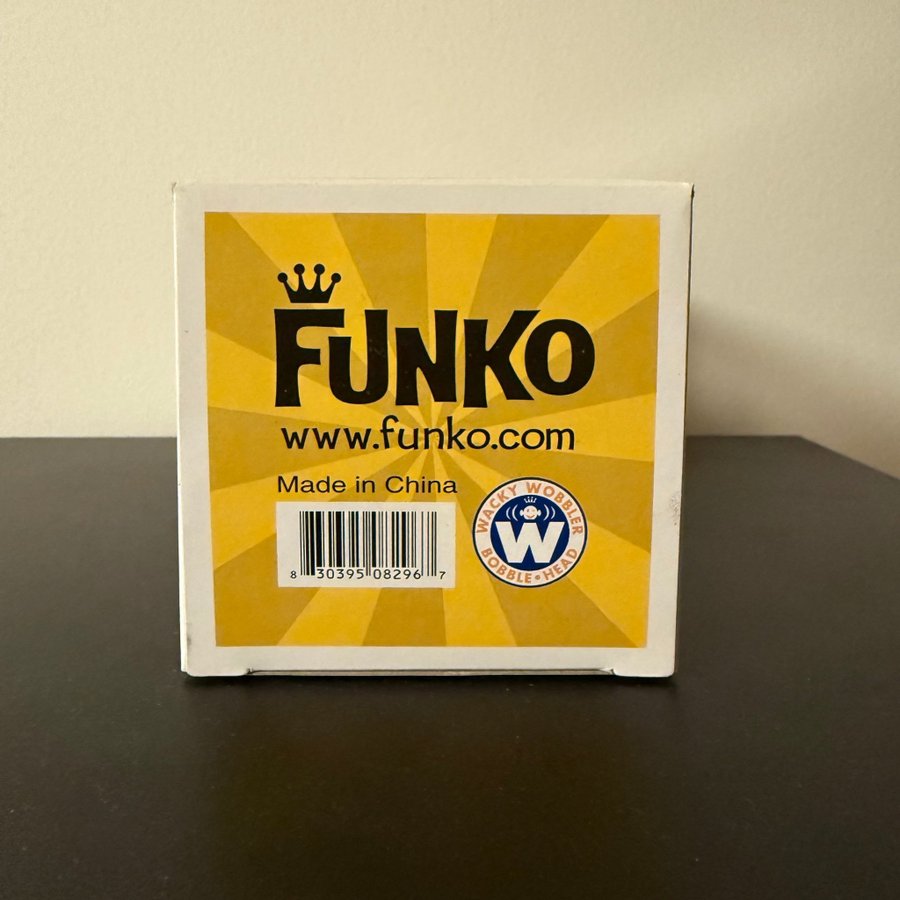 FUNKO
www.funko.com
Made in China
8 30395 08296 7
WACKY WOBBLER
W
BOBBLE • HEAD